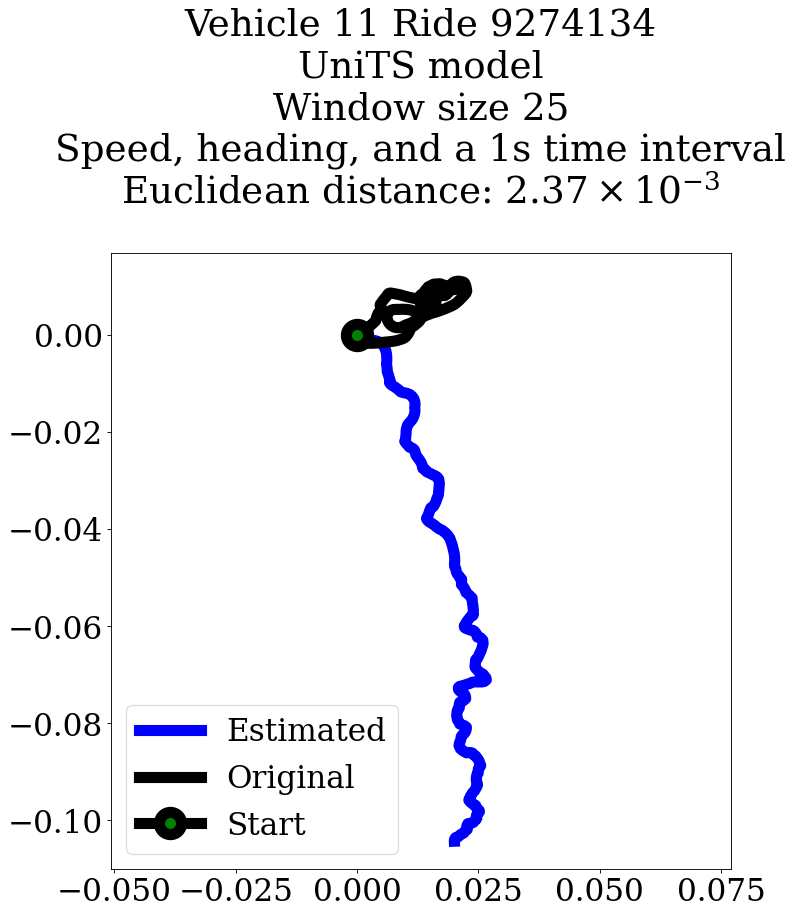 Vehicle 11 Ride 9274134
UniTS model
Window size 25
Speed, heading, and a 1s time interval
Euclidean distance: 2.37 × 10⁻³
0.00
−0.02
−0.04
−0.06
−0.08
−0.10
Estimated
Original
Start
−0.050 −0.025 0.000 0.025 0.050 0.075